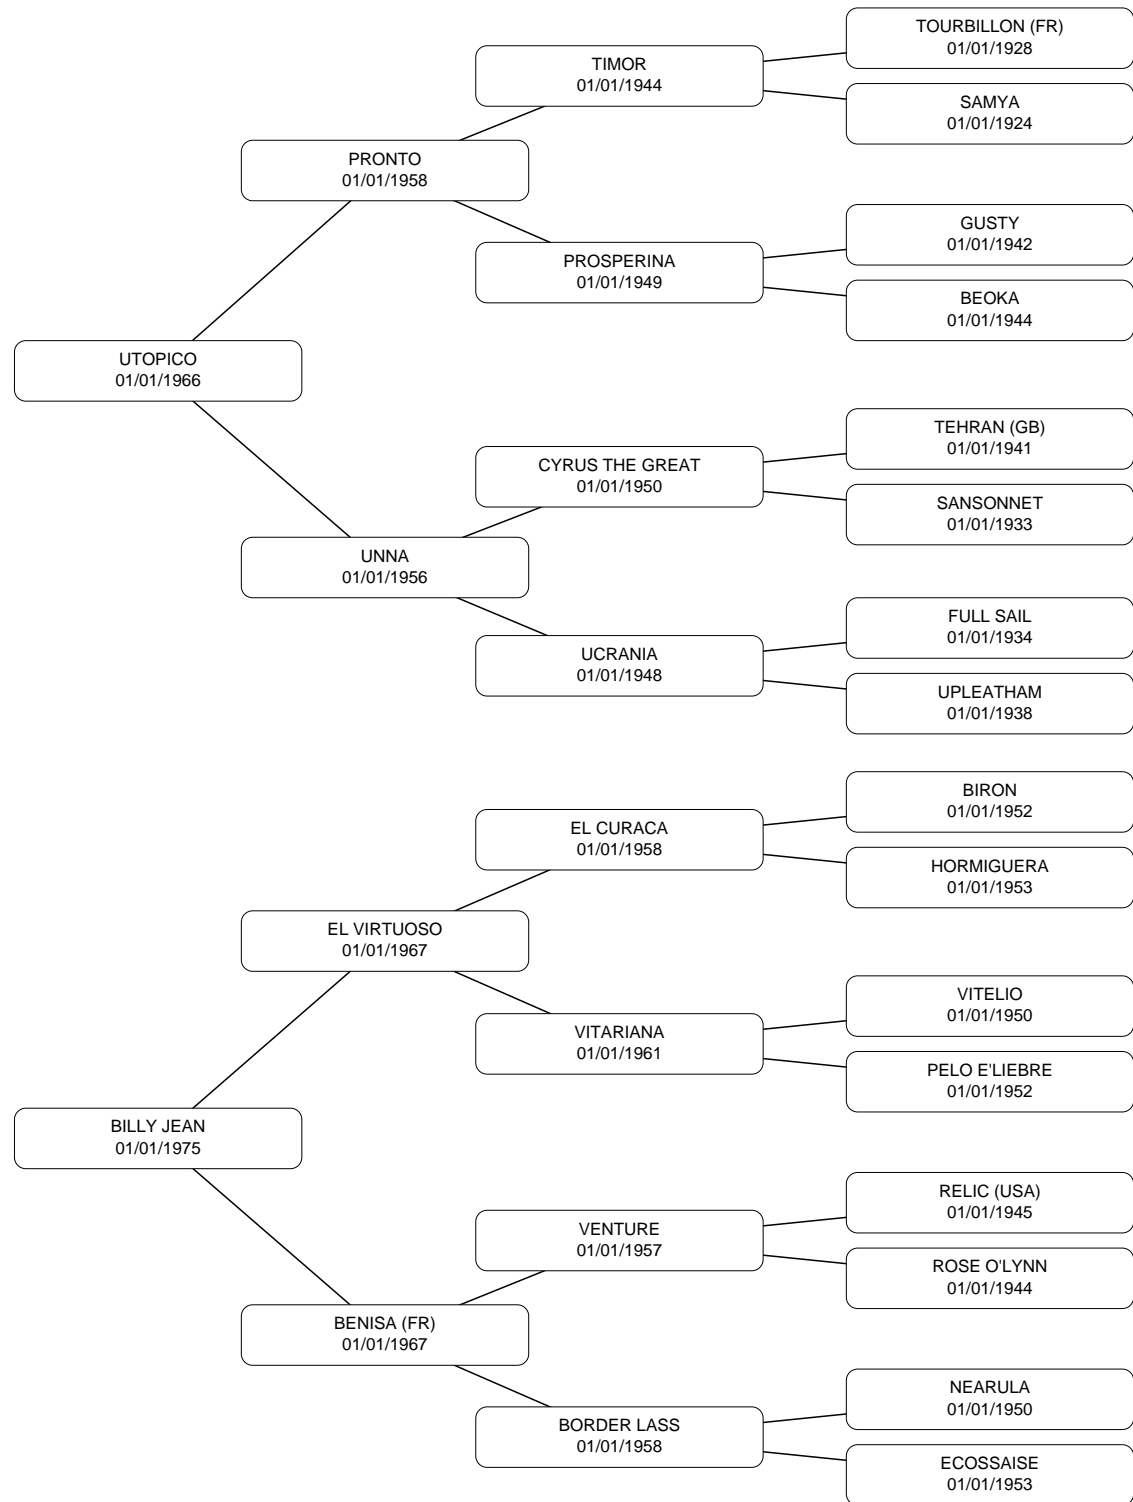 TOURBILLON (FR)
01/01/1928
TIMOR
01/01/1944
SAMYA
01/01/1924
PRONTO
01/01/1958
GUSTY
01/01/1942
PROSPERINA
01/01/1949
BEOKA
01/01/1944
UTOPICO
01/01/1966
TEHRAN (GB)
01/01/1941
CYRUS THE GREAT
01/01/1950
SANSONNET
01/01/1933
UNNA
01/01/1956
FULL SAIL
01/01/1934
UCRANIA
01/01/1948
UPLEATHAM
01/01/1938
BIRON
01/01/1952
EL CURACA
01/01/1958
HORMIGUERA
01/01/1953
EL VIRTUOSO
01/01/1967
VITELIO
01/01/1950
VITARIANA
01/01/1961
PELO E'LIEBRE
01/01/1952
BILLY JEAN
01/01/1975
RELIC (USA)
01/01/1945
VENTURE
01/01/1957
ROSE O'LYNN
01/01/1944
BENISA (FR)
01/01/1967
NEARULA
01/01/1950
BORDER LASS
01/01/1958
ECOSSAISE
01/01/1953